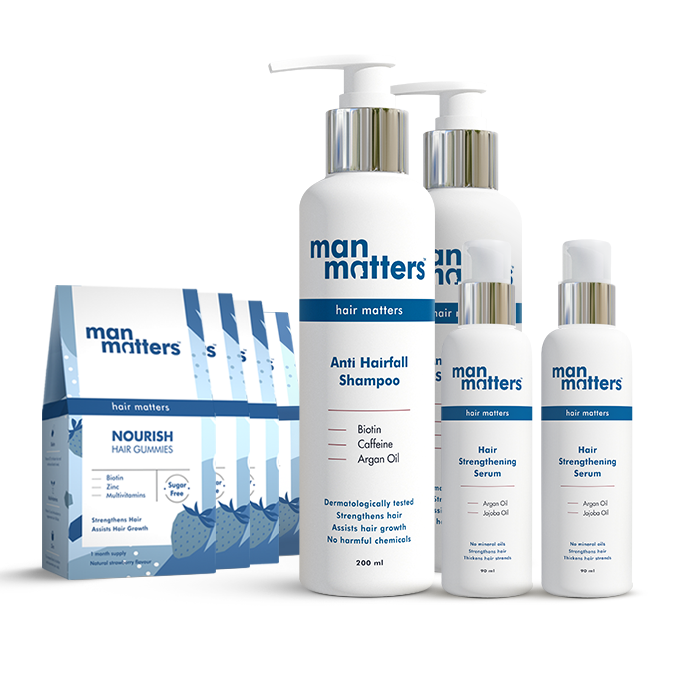 man
matters™
hair matters
NOURISH
HAIR GUMMIES
Biotin
Zinc
Multivitamins
Sugar
Free
Strengthens Hair
Assists Hair Growth
1 month supply
Natural strawberry flavour
man
matters™
hair matters
Anti Hairfall
Shampoo
Biotin
Caffeine
Argan Oil
Dermatologically tested
Strengthens hair
Assists hair growth
No harmful chemicals
200 ml
man
matters™
hair matters
Hair
Strengthening
Serum
Argan Oil
Jojoba Oil
No mineral oils
Strengthens hair
Thickens hair strands
90 ml
man
matters™
hair matters
Hair
Strengthening
Serum
Argan Oil
Jojoba Oil
No mineral oils
Strengthens hair
Thickens hair strands
90 ml